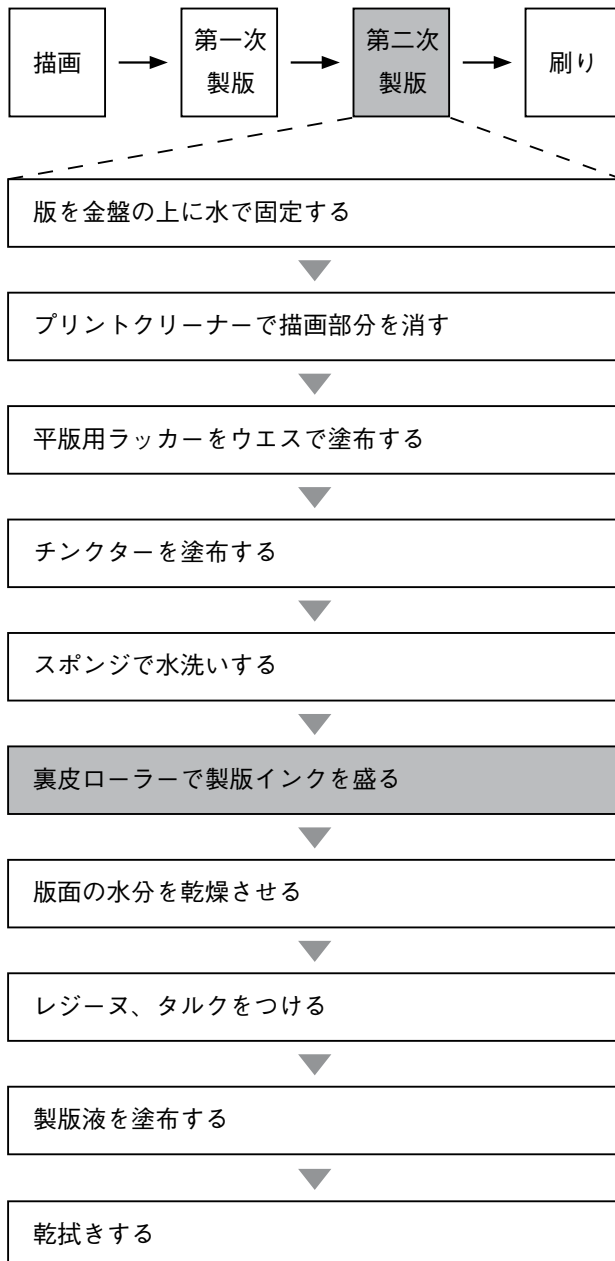 描画
第一次
製版
第二次
製版
刷り
版を金盤の上に水で固定する
プリントクリーナーで描画部分を消す
平版用ラッカーをウエスで塗布する
チンクターを塗布する
スポンジで水洗いする
裏皮ローラーで製版インクを盛る
版面の水分を乾燥させる
レジーヌ、タルクをつける
製版液を塗布する
乾拭きする